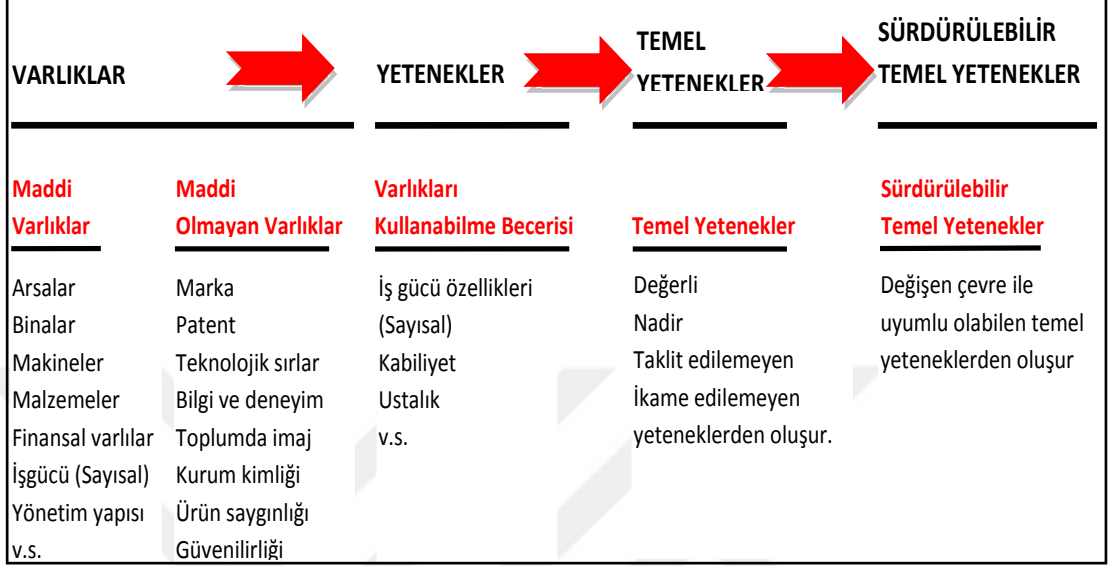 VARLIKLAR
YETENEKLER
TEMEL
YETENEKLER
SÜRDÜRÜLEBİLİR
TEMEL YETENEKLER
Maddi
Varlıklar
Maddi
Olmayan Varlıklar
Varlıkları
Kullanabilme Becerisi
Temel Yetenekler
Sürdürülebilir
Temel Yetenekler
Arsalar
Binalar
Makineler
Malzemeler
Finansal varlılar
İşgücü (Sayısal)
Yönetim yapısı
v.s.
Marka
Patent
Teknolojik sırlar
Bilgi ve deneyim
Toplumda imaj
Kurum kimliği
Ürün saygınlığı
Güvenilirliği
İş gücü özellikleri
(Sayısal)
Kabiliyet
Ustalık
v.s.
Değerli
Nadir
Taklit edilemeyen
İkame edilemeyen
yeteneklerden oluşur.
Değişen çevre ile
uyumlu olabilen temel
yeteneklerden oluşur